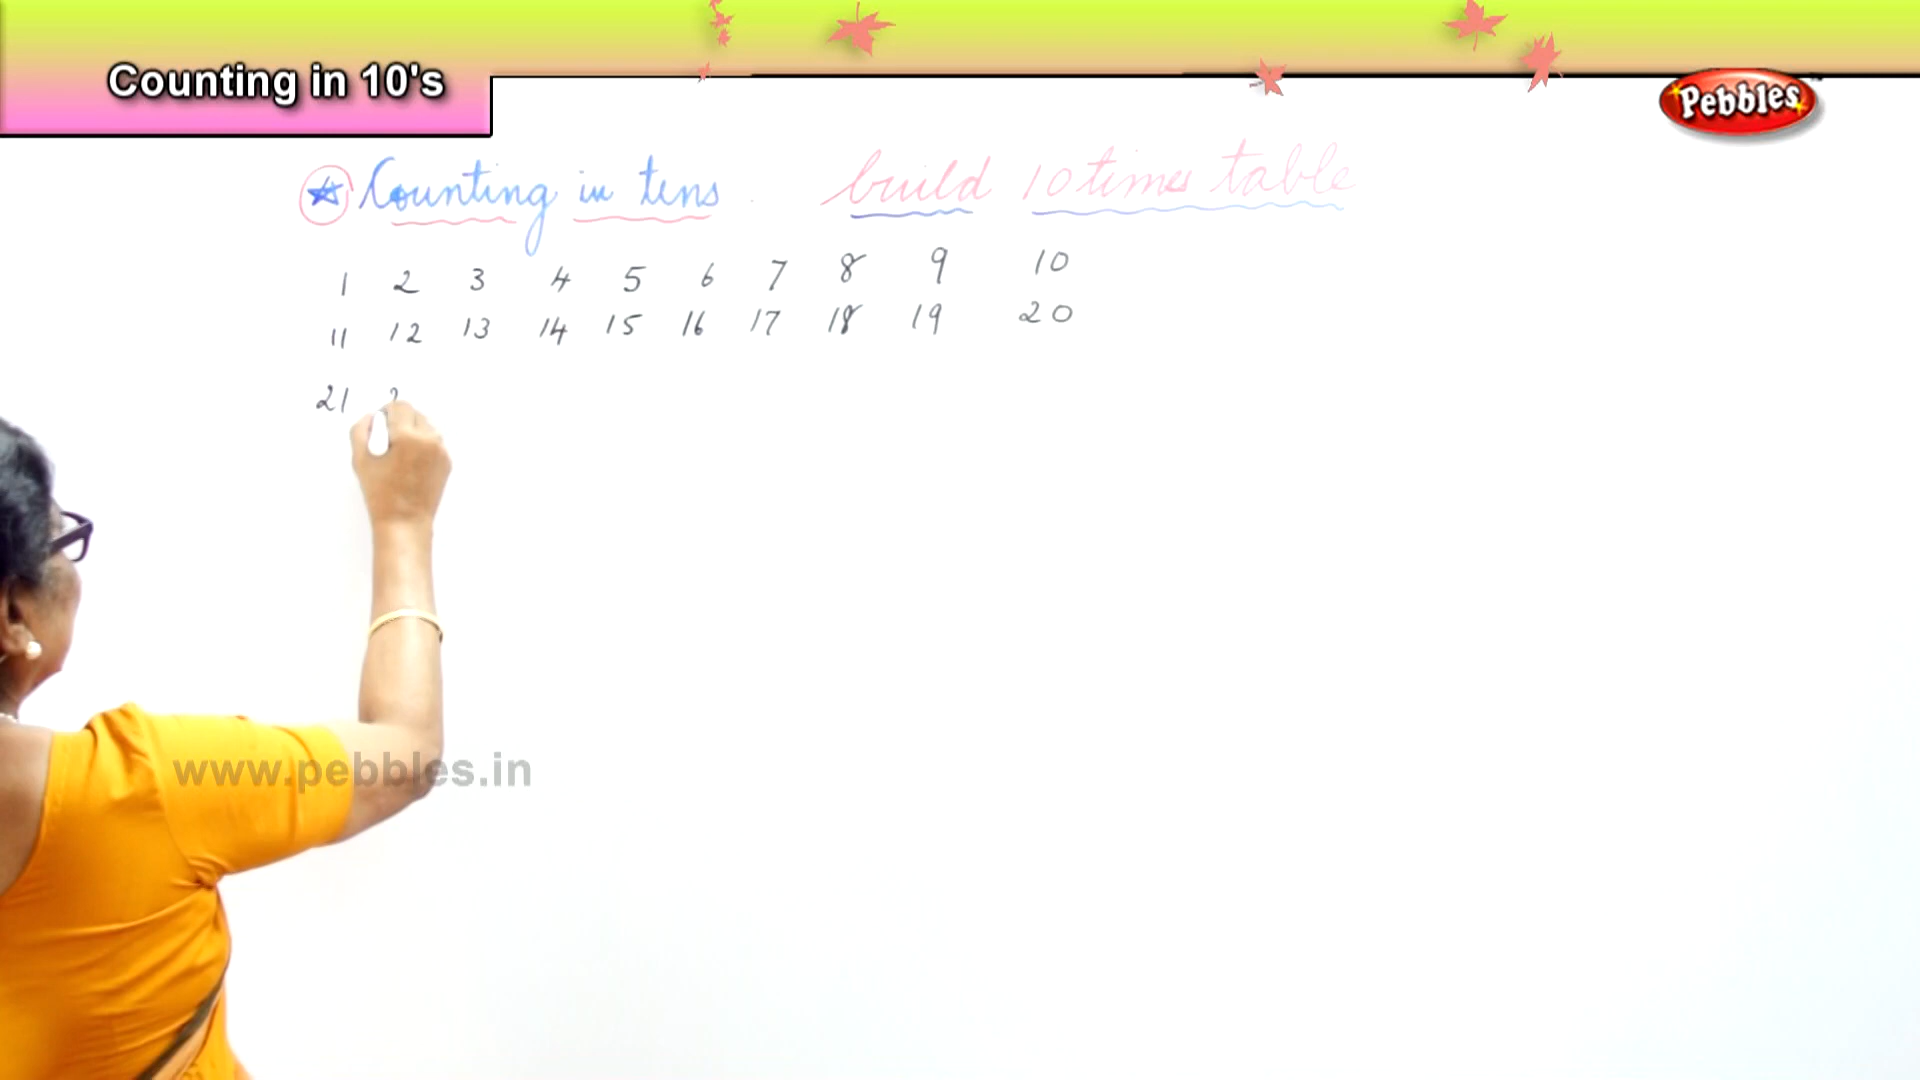 Counting in 10's
Pebbles
Counting in tens build 10 times table
1 2 3 4 5 6 7 8 9 10
11 12 13 14 15 16 17 18 19 20
21 2
www.pebbles.in